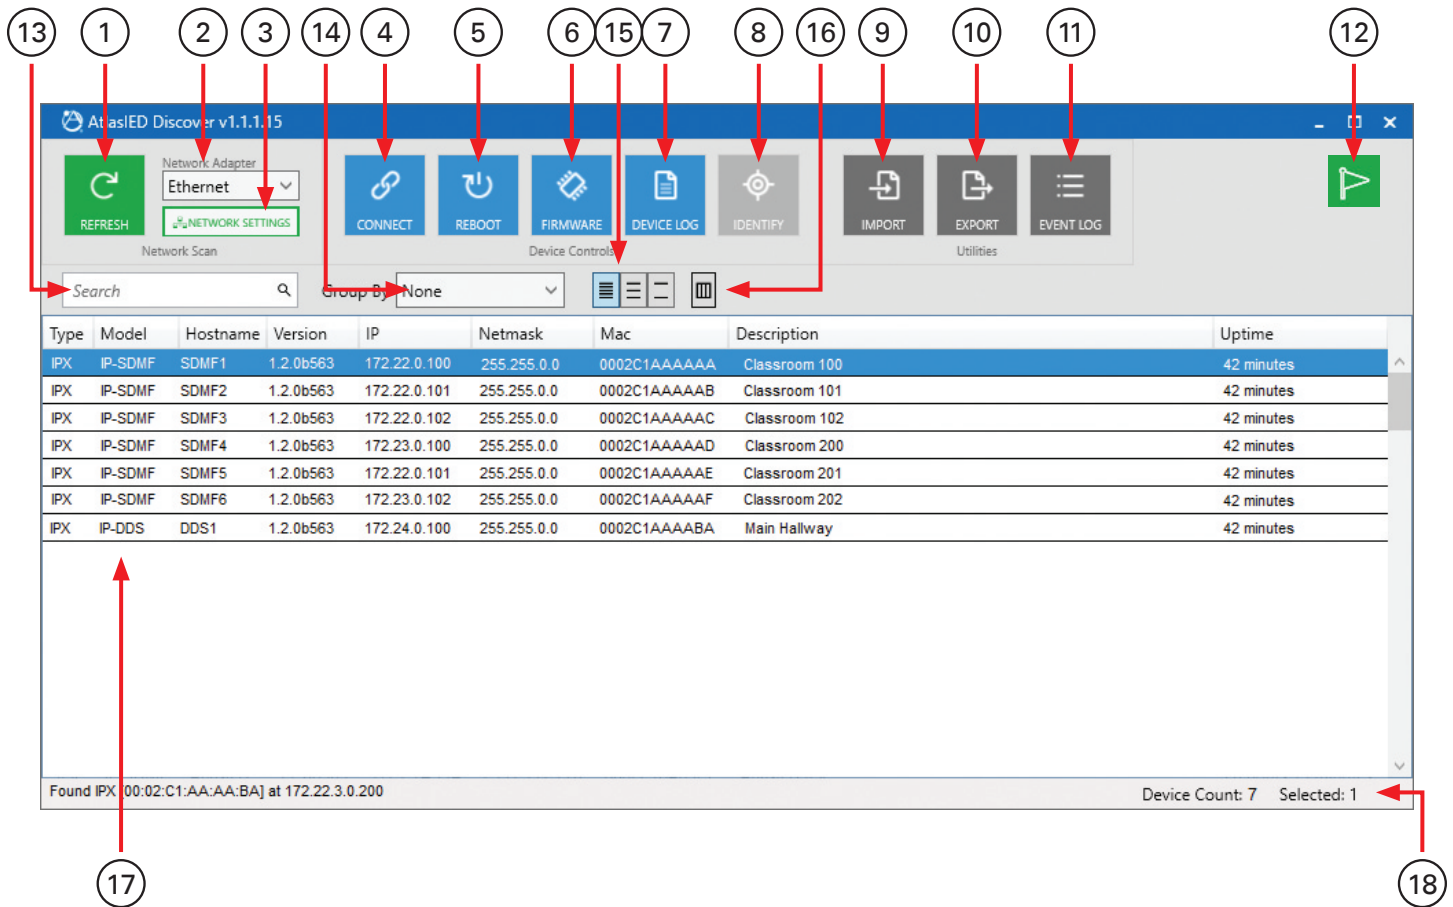 13 1 2 3 14 4 5 6 15 7 8 16 9 10 11 12
AtlasIED Discover v1.1.1.15
Network Adapter
Ethernet
REFRESH
NETWORK SETTINGS
CONNECT
REBOOT
FIRMWARE
DEVICE LOG
IDENTIFY
IMPORT
EXPORT
EVENT LOG
Network Scan
Device Controls
Utilities
Search
Group By None
Type Model Hostname Version IP Netmask Mac Description Uptime
IPX IP-SDMF SDMF1 1.2.0b563 172.22.0.100 255.255.0.0 0002C1AAAAAA Classroom 100 42 minutes
IPX IP-SDMF SDMF2 1.2.0b563 172.22.0.101 255.255.0.0 0002C1AAAAAB Classroom 101 42 minutes
IPX IP-SDMF SDMF3 1.2.0b563 172.22.0.102 255.255.0.0 0002C1AAAAAC Classroom 102 42 minutes
IPX IP-SDMF SDMF4 1.2.0b563 172.23.0.100 255.255.0.0 0002C1AAAAAD Classroom 200 42 minutes
IPX IP-SDMF SDMF5 1.2.0b563 172.22.0.101 255.255.0.0 0002C1AAAAAE Classroom 201 42 minutes
IPX IP-SDMF SDMF6 1.2.0b563 172.23.0.102 255.255.0.0 0002C1AAAAAF Classroom 202 42 minutes
IPX IP-DDS DDS1 1.2.0b563 172.24.0.100 255.255.0.0 0002C1AAAABA Main Hallway 42 minutes
Found IPX [00:02:C1:AA:AA:BA] at 172.22.3.0.200
Device Count: 7 Selected: 1
17 18